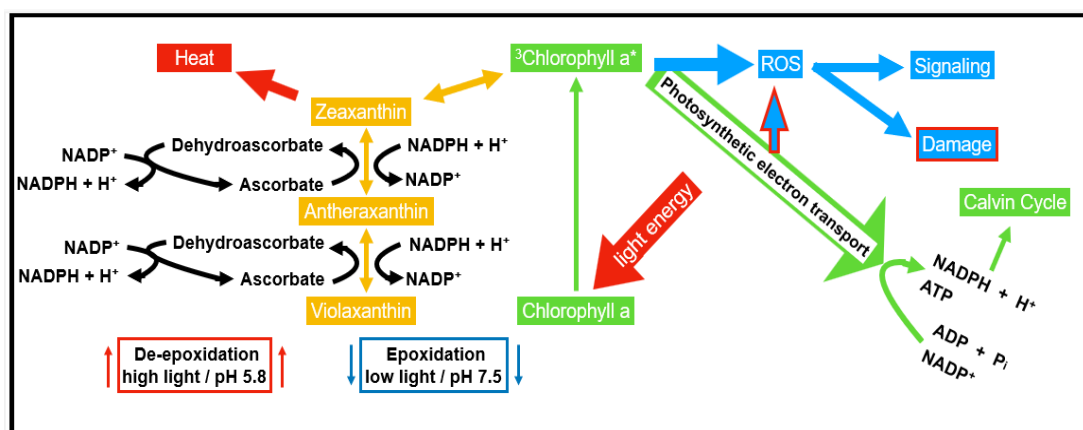 Heat
³Chlorophyll a*
ROS
Signaling
Damage
Zeaxanthin
NADP⁺
Dehydroascorbate
NADPH + H⁺
NADPH + H⁺
Ascorbate
NADP⁺
Antheraxanthin
NADP⁺
Dehydroascorbate
NADPH + H⁺
NADPH + H⁺
Ascorbate
NADP⁺
Violaxanthin
De-epoxidation
high light / pH 5.8
Epoxidation
low light / pH 7.5
Chlorophyll a
light energy
Photosynthetic electron transport
Calvin Cycle
NADPH + H⁺
ATP
ADP + Pᵢ
NADP⁺